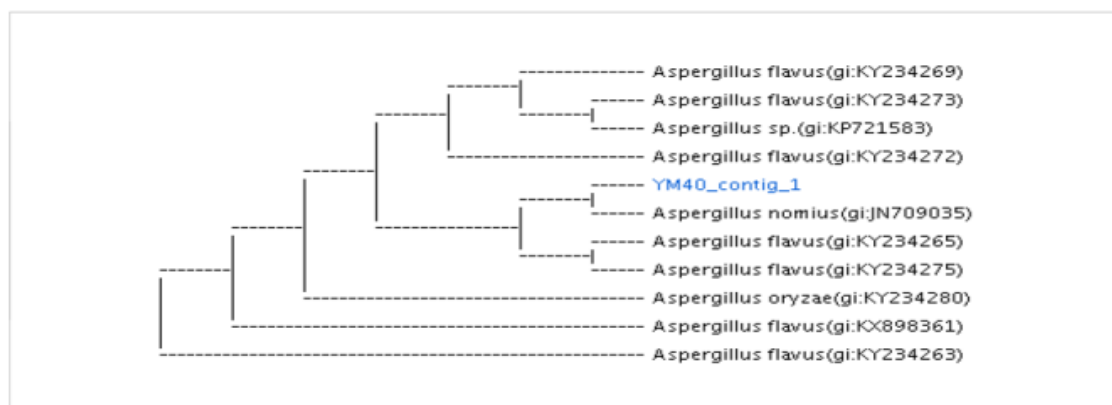 Aspergillus flavus(gi:KY234269)
Aspergillus flavus(gi:KY234273)
Aspergillus sp.(gi:KP721583)
Aspergillus flavus(gi:KY234272)
YM40_contig_1
Aspergillus nomius(gi:JN709035)
Aspergillus flavus(gi:KY234265)
Aspergillus flavus(gi:KY234275)
Aspergillus oryzae(gi:KY234280)
Aspergillus flavus(gi:KX898361)
Aspergillus flavus(gi:KY234263)